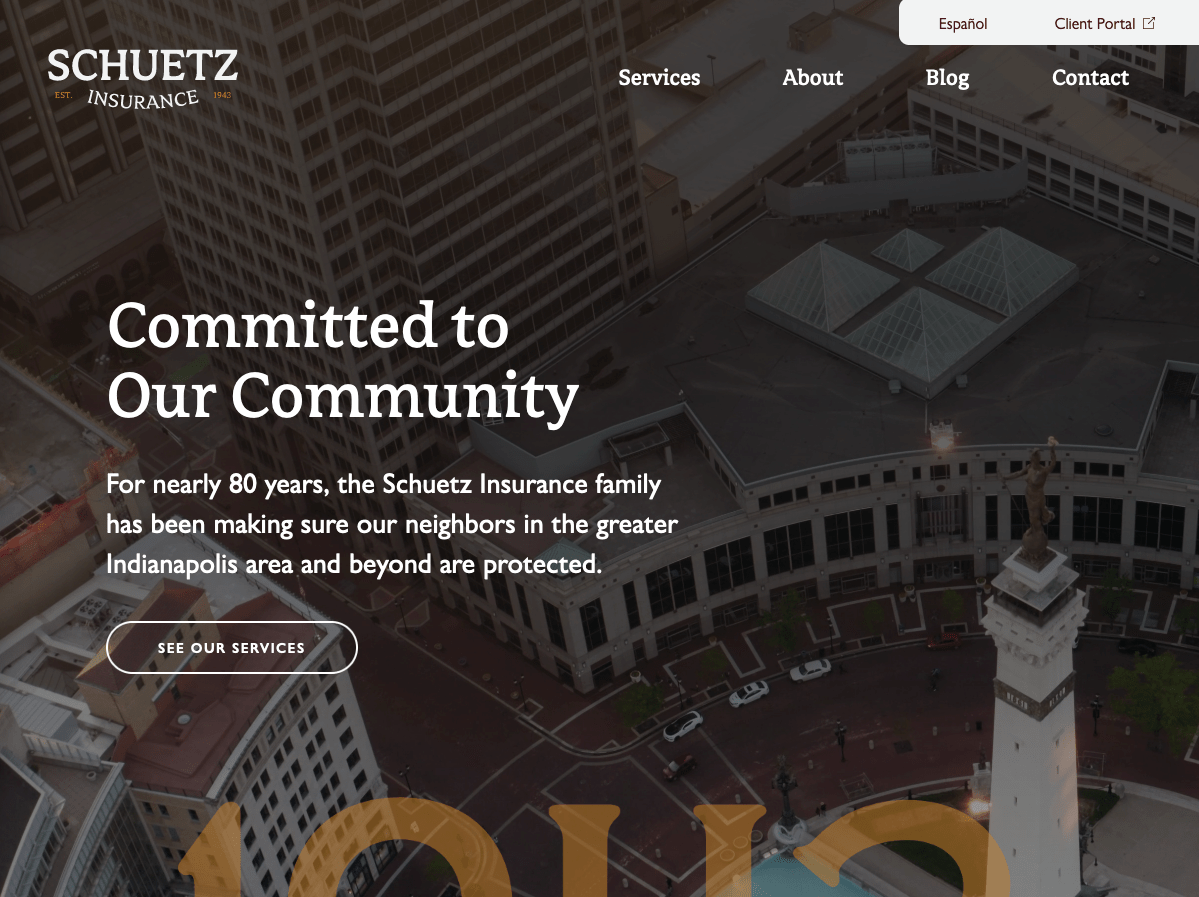 Español
Client Portal
SCHUETZ
EST. INSURANCE 1943
Services
About
Blog
Contact
Committed to
Our Community
For nearly 80 years, the Schuetz Insurance family
has been making sure our neighbors in the greater
Indianapolis area and beyond are protected.
SEE OUR SERVICES